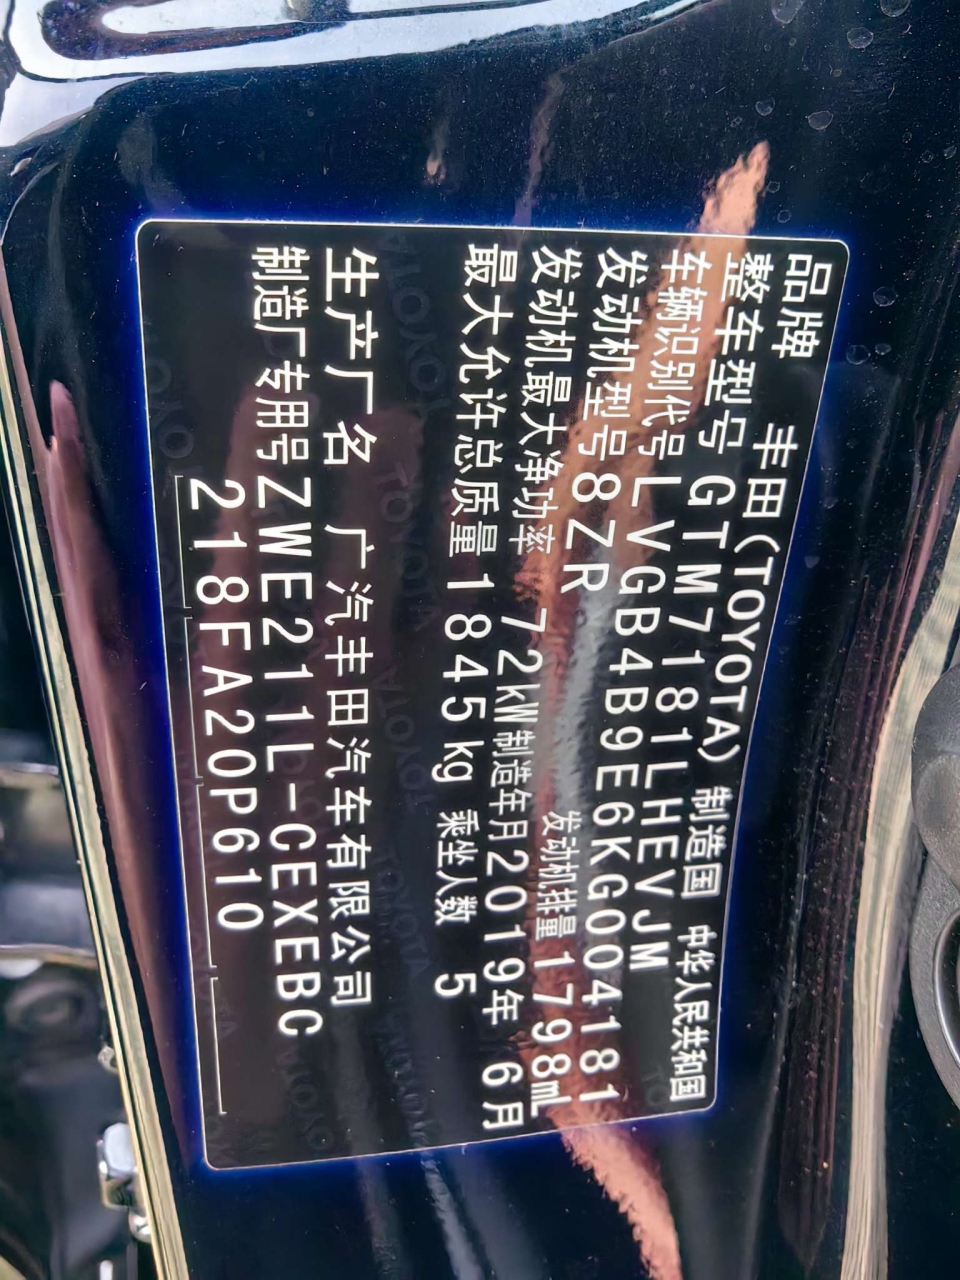 品牌 丰田(TOYOTA) 制造国 中华人民共和国
整车型号 GTM7181LHEVJM
车辆识别代号 LVGB4B9E6KG004181
发动机型号 8ZR 发动机排量 1798mL
发动机最大净功率 72kW 制造年月 2019年 6月
最大允许总质量 1845kg 乘坐人数 5
生产厂名 广汽丰田汽车有限公司
制造厂专用号 ZWE211L-CEXEBC
218FA20P610